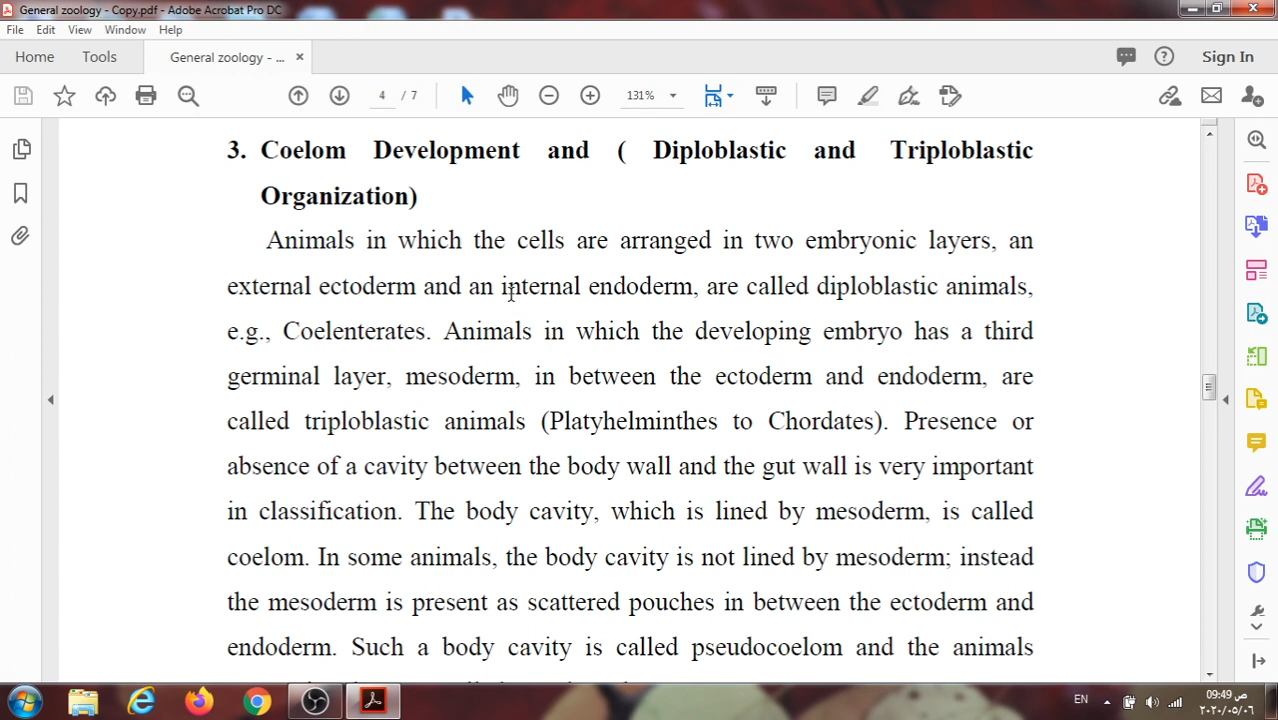 General zoology - Copy.pdf - Adobe Acrobat Pro DC
File Edit View Window Help
Home Tools General zoology - ... × Sign In
4 / 7 131%
3. Coelom Development and ( Diploblastic and Triploblastic
Organization)
Animals in which the cells are arranged in two embryonic layers, an
external ectoderm and an internal endoderm, are called diploblastic animals,
e.g., Coelenterates. Animals in which the developing embryo has a third
germinal layer, mesoderm, in between the ectoderm and endoderm, are
called triploblastic animals (Platyhelminthes to Chordates). Presence or
absence of a cavity between the body wall and the gut wall is very important
in classification. The body cavity, which is lined by mesoderm, is called
coelom. In some animals, the body cavity is not lined by mesoderm; instead
the mesoderm is present as scattered pouches in between the ectoderm and
endoderm. Such a body cavity is called pseudocoelom and the animals
EN
09:49 ص
٢٠٢٠/٠٥/٠٦